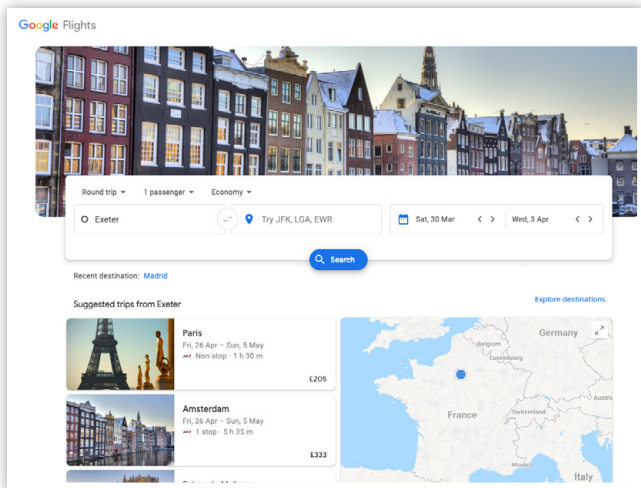 Google Flights
Round trip 1 passenger Economy
Exeter Try JFK, LGA, EWR Sat, 30 Mar < > Wed, 3 Apr < >
Search
Recent destination: Madrid
Suggested trips from Exeter Explore destinations
Paris
Fri, 26 Apr – Sun, 5 May
Non-stop · 1 h 30 m
£205
Amsterdam
Fri, 26 Apr – Sun, 5 May
1 stop · 5 h 35 m
£333
Germany
Belgium
Luxembourg
France
Switzerland
Austria
Monaco
Italy